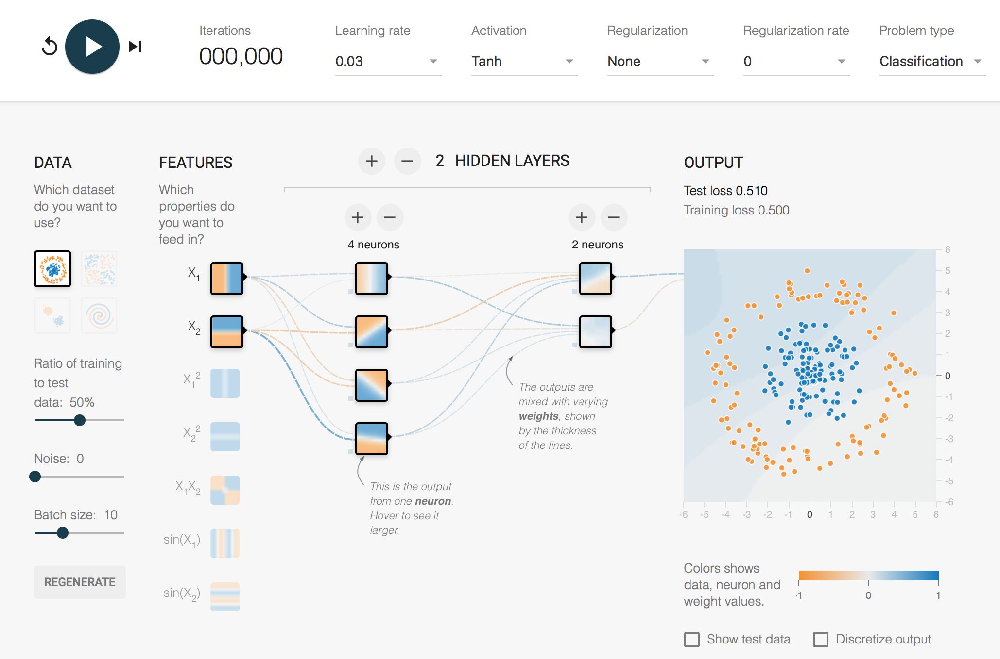 Iterations
000,000
Learning rate
0.03
Activation
Tanh
Regularization
None
Regularization rate
0
Problem type
Classification
DATA
Which dataset
do you want to
use?
Ratio of training
to test
data: 50%
Noise: 0
Batch size: 10
REGENERATE
FEATURES
Which
properties do
you want to
feed in?
X1
X2
X1²
X2²
X1X2
sin(X1)
sin(X2)
+ − 2 HIDDEN LAYERS
+ −
4 neurons
+ −
2 neurons
This is the output
from one neuron.
Hover to see it
larger.
The outputs are
mixed with varying
weights, shown
by the thickness
of the lines.
OUTPUT
Test loss 0.510
Training loss 0.500
6
5
4
3
2
1
0
-1
-2
-3
-4
-5
-6
-6 -5 -4 -3 -2 -1 0 1 2 3 4 5 6
Colors shows
data, neuron and
weight values.
-1 0 1
Show test data
Discretize output